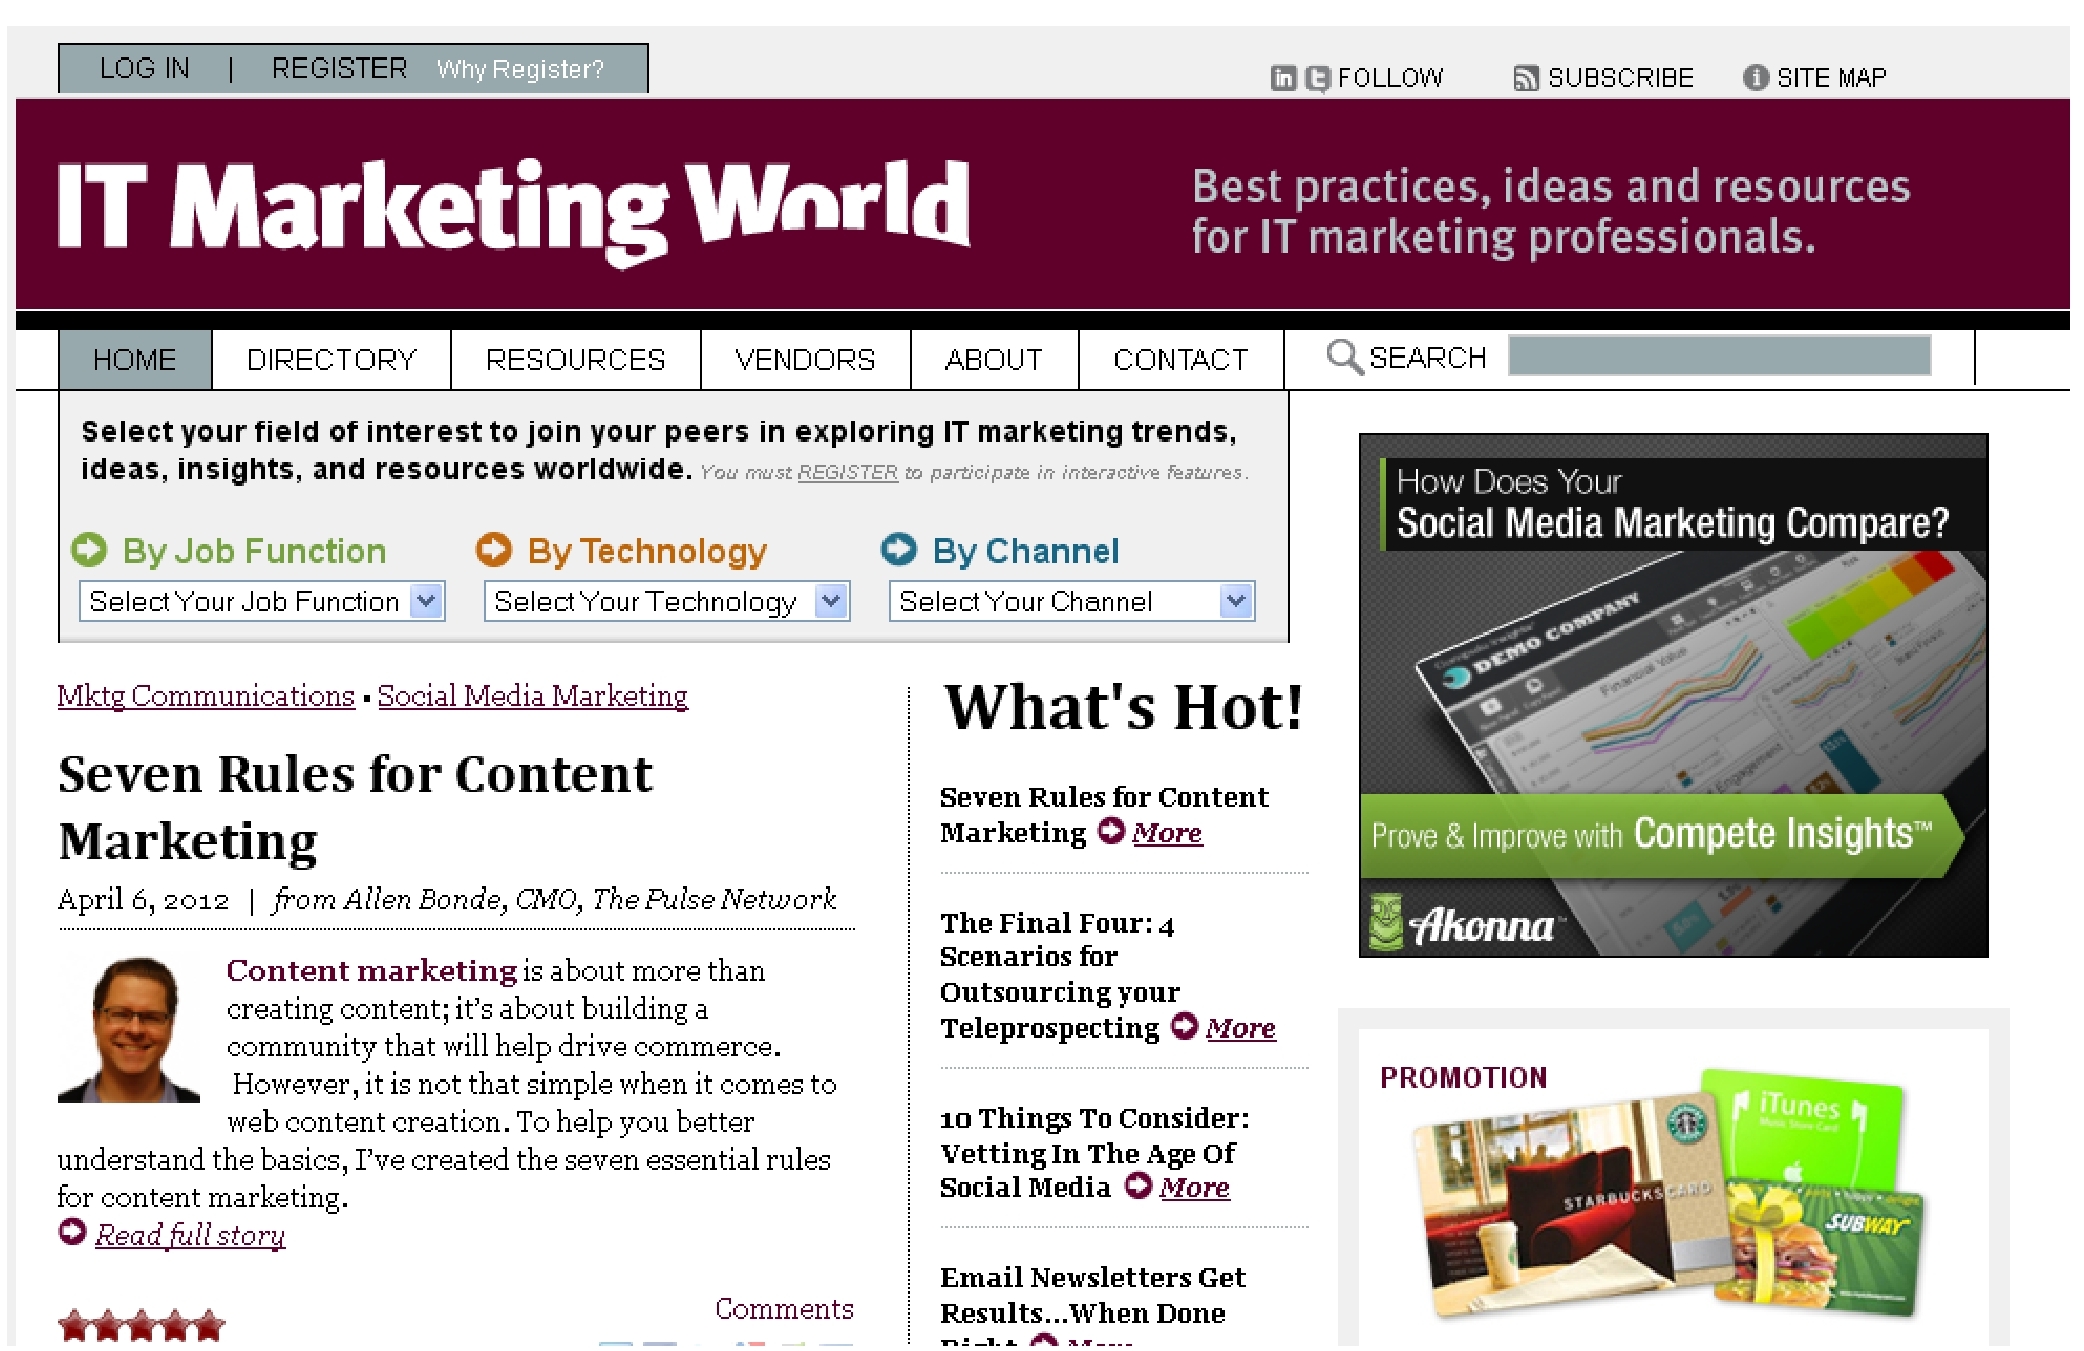 LOG IN | REGISTER Why Register?
FOLLOW SUBSCRIBE SITE MAP
IT Marketing World
Best practices, ideas and resources
for IT marketing professionals.
HOME DIRECTORY RESOURCES VENDORS ABOUT CONTACT SEARCH
Select your field of interest to join your peers in exploring IT marketing trends,
ideas, insights, and resources worldwide. You must REGISTER to participate in interactive features.
By Job Function By Technology By Channel
Select Your Job Function Select Your Technology Select Your Channel
Mktg Communications ▪ Social Media Marketing
Seven Rules for Content
Marketing
April 6, 2012 | from Allen Bonde, CMO, The Pulse Network
Content marketing is about more than
creating content; it's about building a
community that will help drive commerce.
However, it is not that simple when it comes to
web content creation. To help you better
understand the basics, I've created the seven essential rules
for content marketing.
Read full story
Comments
What's Hot!
Seven Rules for Content
Marketing More
The Final Four: 4
Scenarios for
Outsourcing your
Teleprospecting More
10 Things To Consider:
Vetting In The Age Of
Social Media More
Email Newsletters Get
Results...When Done
Right More
How Does Your
Social Media Marketing Compare?
DEMO COMPANY
Financial Value
Engagement
Prove & Improve with Compete Insights™
Akonna™
PROMOTION
iTunes
Music Store Card
STARBUCKS CARD
SUBWAY